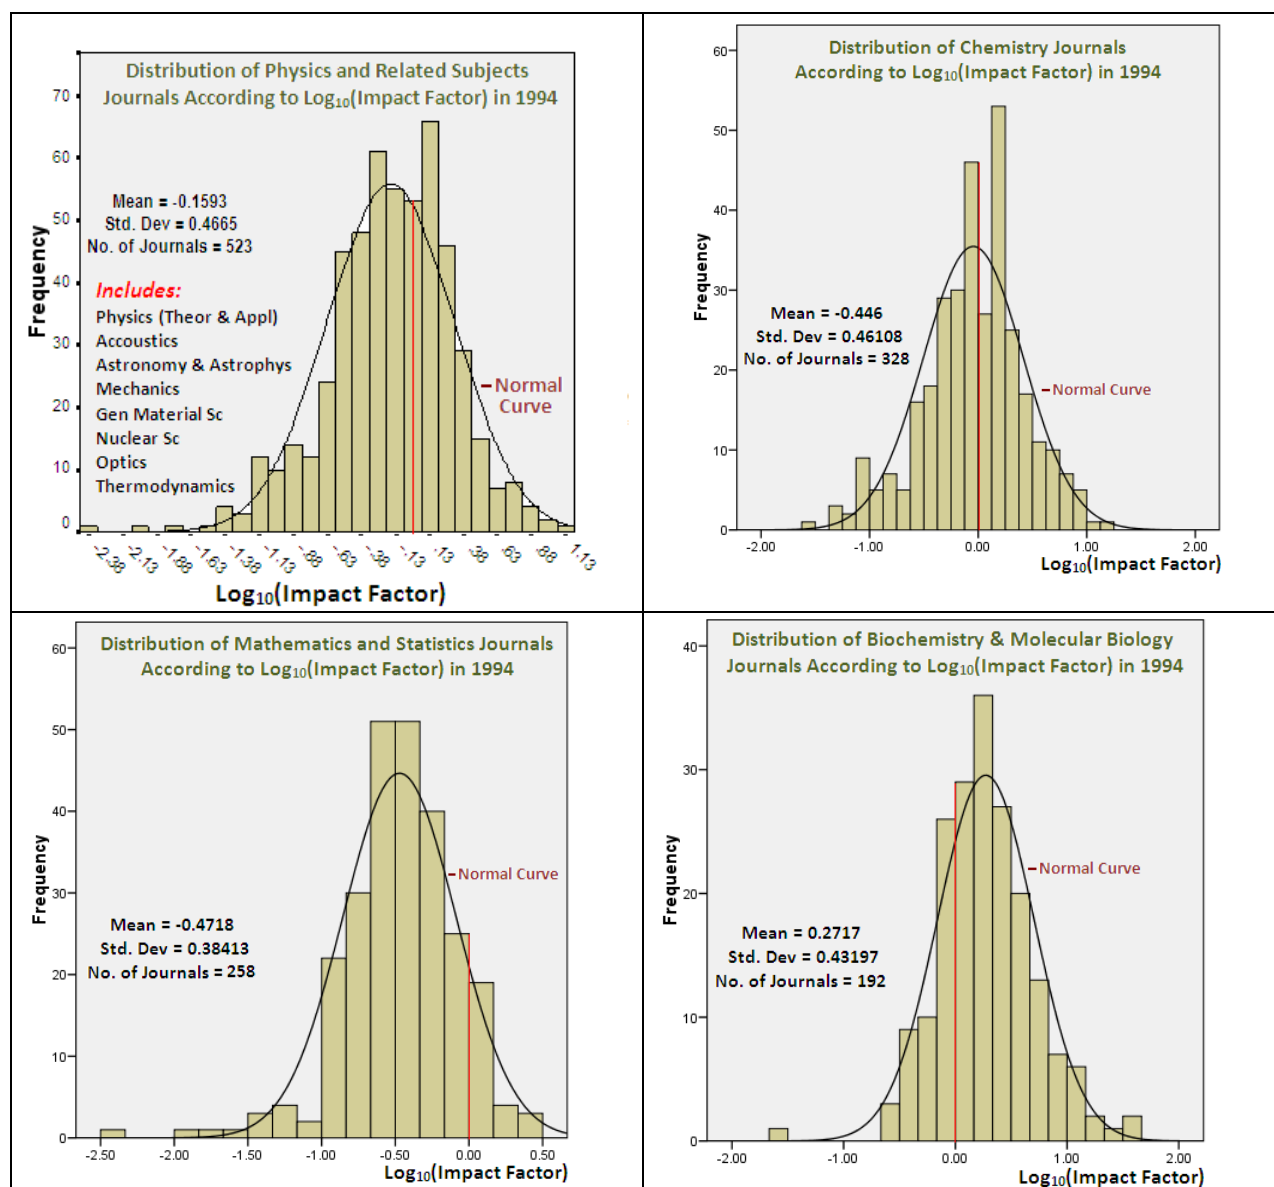 Distribution of Physics and Related Subjects
Journals According to Log₁₀(Impact Factor) in 1994
70
60
50
40
30
20
10
0
Frequency
Mean = -0.1593
Std. Dev = 0.4665
No. of Journals = 523
Includes:
Physics (Theor & Appl)
Accoustics
Astronomy & Astrophys
Mechanics
Gen Material Sc
Nuclear Sc
Optics
Thermodynamics
Normal
Curve
-2.38 -2.13 -1.88 -1.63 -1.38 -1.13 -.88 -.63 -.38 -.13 .13 .38 .63 .88 1.13
Log₁₀(Impact Factor)
Distribution of Chemistry Journals
According to Log₁₀(Impact Factor) in 1994
60
50
40
30
20
10
0
Frequency
Mean = -0.446
Std. Dev = 0.46108
No. of Journals = 328
Normal Curve
-2.00 -1.00 0.00 1.00 2.00
Log₁₀(Impact Factor)
Distribution of Mathematics and Statistics Journals
According to Log₁₀(Impact Factor) in 1994
60
50
40
30
20
10
0
Frequency
Normal Curve
Mean = -0.4718
Std. Dev = 0.38413
No. of Journals = 258
-2.50 -2.00 -1.50 -1.00 -0.50 0.00 0.50
Log₁₀(Impact Factor)
Distribution of Biochemistry & Molecular Biology
Journals According to Log₁₀(Impact Factor) in 1994
40
30
20
10
0
Frequency
Normal Curve
Mean = 0.2717
Std. Dev = 0.43197
No. of Journals = 192
-2.00 -1.00 0.00 1.00 2.00
Log₁₀(Impact Factor)